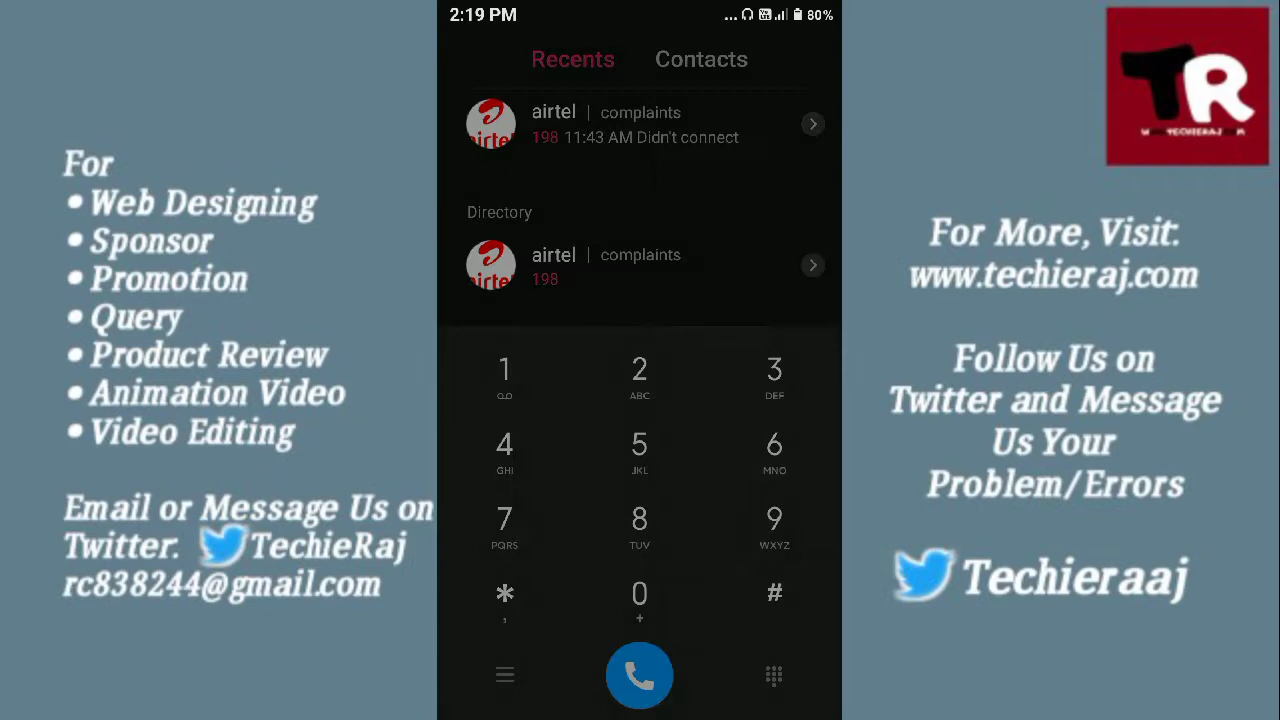 For
• Web Designing
• Sponsor
• Promotion
• Query
• Product Review
• Animation Video
• Video Editing
Email or Message Us on
Twitter. TechieRaj
rc838244@gmail.com
2:19 PM
... 80%
Recents Contacts
airtel | complaints
198 11:43 AM Didn't connect
airtel
Directory
airtel | complaints
198
airtel
1 2 3
ABC DEF
4 5 6
GHI JKL MNO
7 8 9
PQRS TUV WXYZ
* 0 #
, +
TR
For More, Visit:
www.techieraj.com
Follow Us on
Twitter and Message
Us Your
Problem/Errors
Techieraaj